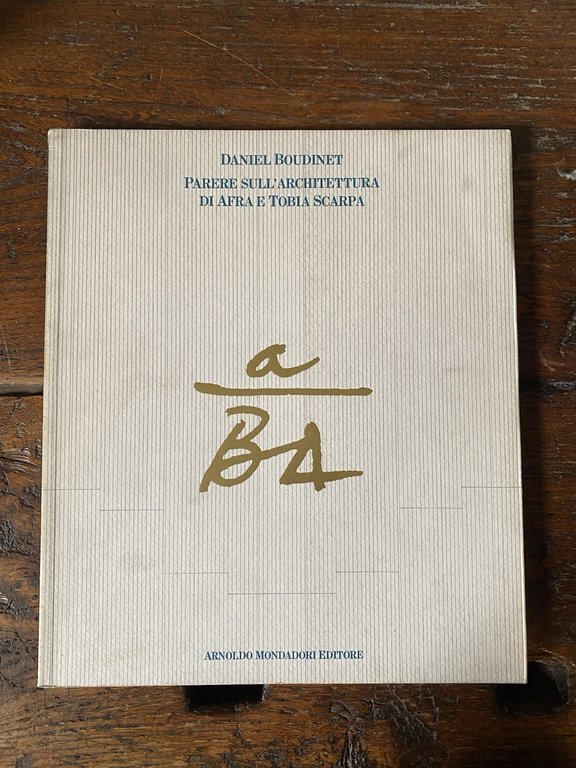 DANIEL BOUDINET
PARERE SULL'ARCHITETTURA
DI AFRA E TOBIA SCARPA
a
BA
ARNOLDO MONDADORI EDITORE